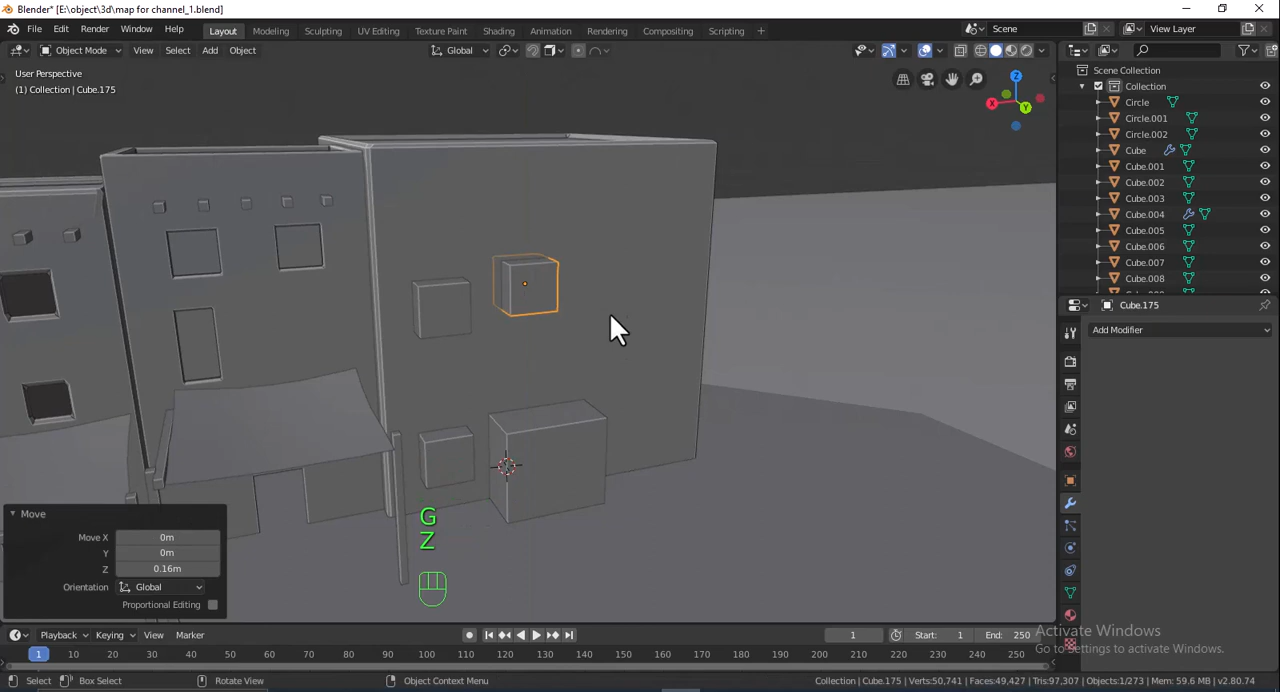 Blender* [E:\object\3d\map for channel_1.blend]
File Edit Render Window Help Layout Modeling Sculpting UV Editing Texture Paint Shading Animation Rendering Compositing Scripting + Scene View Layer
Object Mode View Select Add Object Global
User Perspective
(1) Collection | Cube.175
Z
X
Y
Scene Collection
Collection
Circle
Circle.001
Circle.002
Cube
Cube.001
Cube.002
Cube.003
Cube.004
Cube.005
Cube.006
Cube.007
Cube.008
Cube.175
Add Modifier
G
Z
Move
Move X 0m
Y 0m
Z 0.16m
Orientation Global
Proportional Editing
Playback Keying View Marker 1 Start: 1 End: 250
1 10 20 30 40 50 60 70 80 90 100 110 120 130 140 150 160 170 180 190 200 210 220 230 240 250
Activate Windows
Go to Settings to activate Windows.
Select Box Select Rotate View Object Context Menu Collection | Cube.175 | Verts:50,741 | Faces:49,427 | Tris:97,307 | Objects:1/273 | Mem: 59.6 MB | v2.80.74